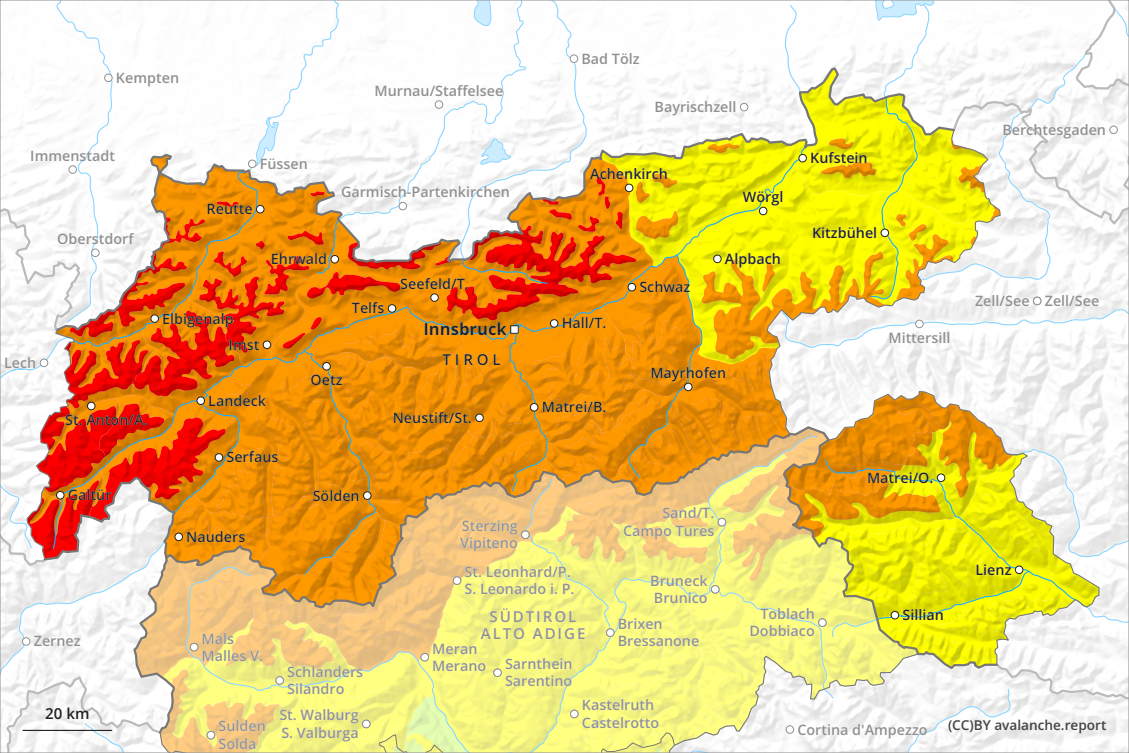 Bad Tölz
Kempten
Murnau/Staffelsee
Bayrischzell
Berchtesgaden
Immenstadt
Füssen
Kufstein
Achenkirch
Garmisch-Partenkirchen
Wörgl
Reutte
Kitzbühel
Oberstdorf
Ehrwald
Alpbach
Seefeld/T.
Schwaz
Zell/See
Zell/See
Telfs
Elbigenalp
Innsbruck
Hall/T.
Mittersill
Imst
TIROL
Lech
Oetz
Mayrhofen
Landeck
Matrei/B.
St. Anton/A.
Neustift/St.
Serfaus
Matrei/O.
Galtür
Sölden
Sand/T.
Campo Tures
Sterzing
Vipiteno
Nauders
St. Leonhard/P.
S. Leonardo i. P.
Lienz
Bruneck
Brunico
SÜDTIROL
ALTO ADIGE
Toblach
Dobbiaco
Sillian
Brixen
Bressanone
Zernez
Mals
Malles V.
Meran
Merano
Sarnthein
Sarentino
Schlanders
Silandro
Kastelruth
Castelrotto
St. Walburg
S. Valburga
20 km
Sulden
Solda
Cortina d'Ampezzo
(CC)BY avalanche.report